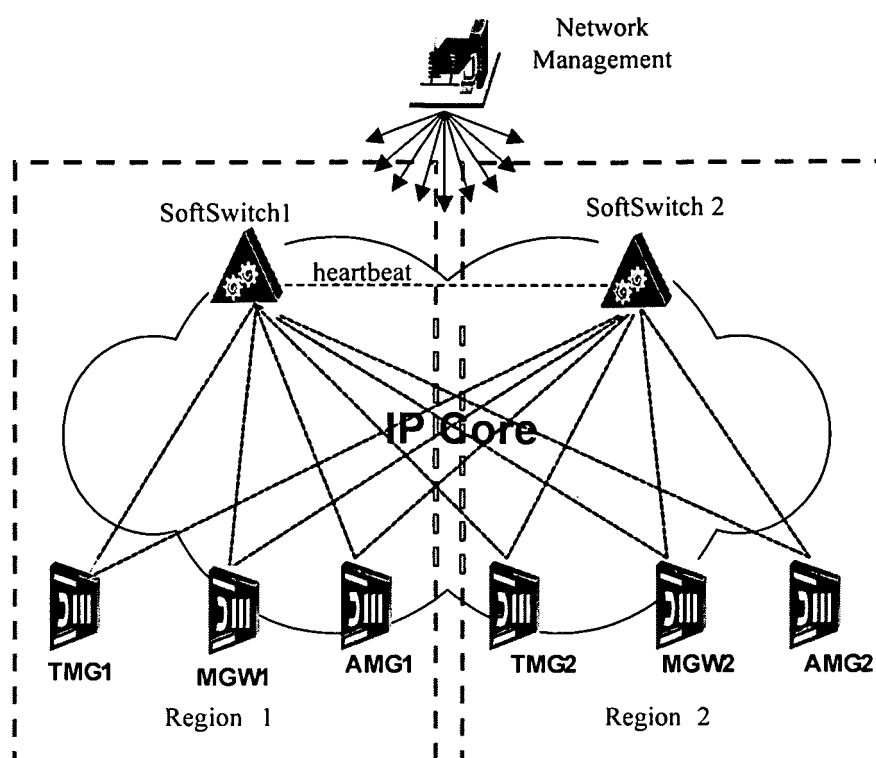 Network
Management
SoftSwitch1
SoftSwitch 2
heartbeat
IP Core
TMG1
MGW1
AMG1
TMG2
MGW2
AMG2
Region 1
Region 2